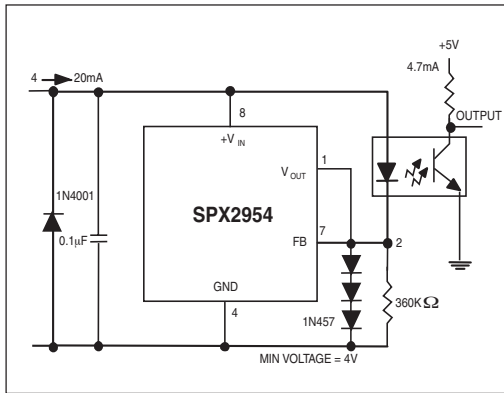 +5V
4.7mA
4 20mA
OUTPUT
8
+V IN
1
V OUT
1N4001
SPX2954
0.1µF
FB
7
2
GND
360KΩ
4
1N457
MIN VOLTAGE = 4V